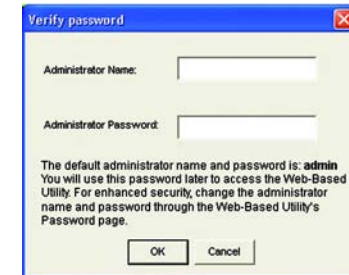 Verify password
Administrator Name:
Administrator Password:
The default administrator name and password is: admin
You will use this password later to access the Web-Based
Utility. For enhanced security, change the administrator
name and password through the Web-Based Utility's
Password page.
OK
Cancel